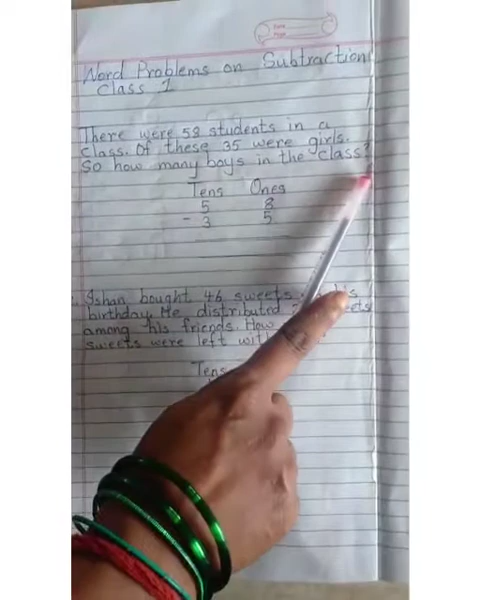 Word Problems on Subtraction
Class 1
There were 58 students in a
class. Of these 35 were girls.
So how many boys in the class?
Tens Ones
5 8
- 3 5
Ishan bought 46 sweets his
birthday. He distributed
among his friends. How
sweets were left with
Tens